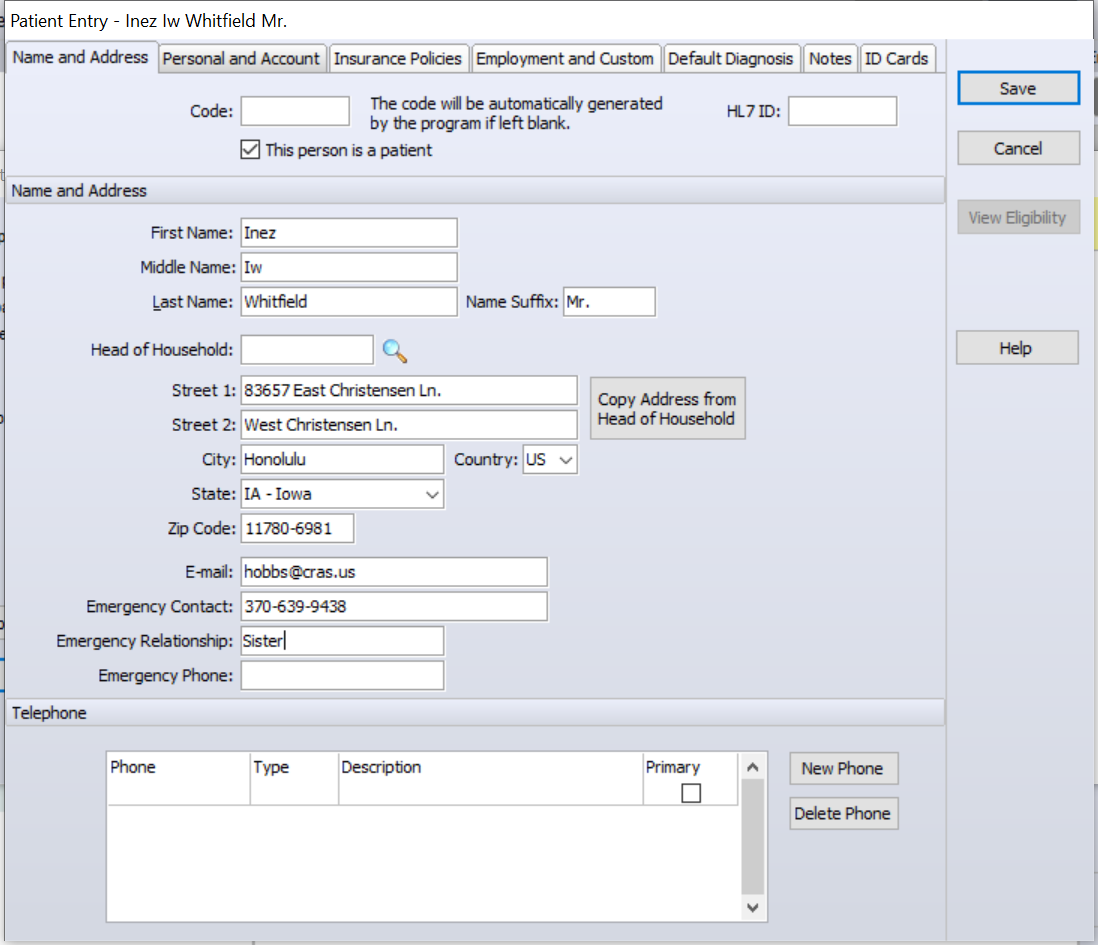 Patient Entry - Inez Iw Whitfield Mr.
Name and Address Personal and Account Insurance Policies Employment and Custom Default Diagnosis Notes ID Cards
Save
Code: The code will be automatically generated by the program if left blank. HL7 ID:
This person is a patient
Cancel
Name and Address
View Eligibility
First Name: Inez
Middle Name: Iw
Last Name: Whitfield Name Suffix: Mr.
Head of Household:
Help
Street 1: 83657 East Christensen Ln.
Copy Address from
Head of Household
Street 2: West Christensen Ln.
City: Honolulu Country: US
State: IA - Iowa
Zip Code: 11780-6981
E-mail: hobbs@cras.us
Emergency Contact: 370-639-9438
Emergency Relationship: Sister
Emergency Phone:
Telephone
Phone Type Description Primary
New Phone
Delete Phone